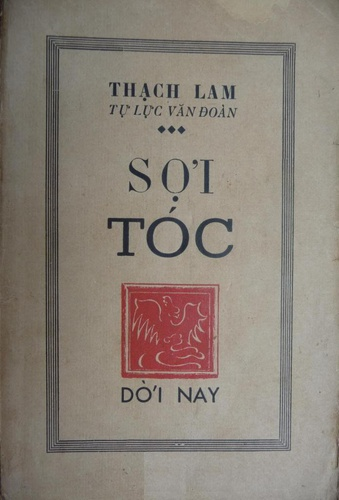 THẠCH LAM
TỰ LỰC VĂN ĐOÀN
SỢI
TÓC
ĐỜI NAY